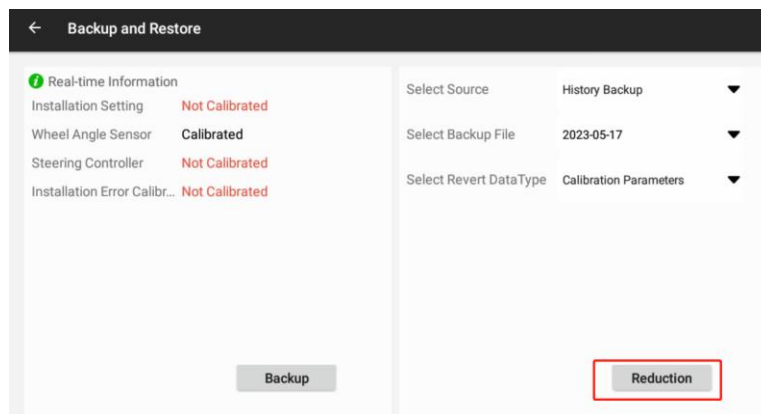 Backup and Restore
Real-time Information
Installation Setting Not Calibrated
Wheel Angle Sensor Calibrated
Steering Controller Not Calibrated
Installation Error Calibr... Not Calibrated
Backup
Select Source History Backup
Select Backup File 2023-05-17
Select Revert DataType Calibration Parameters
Reduction